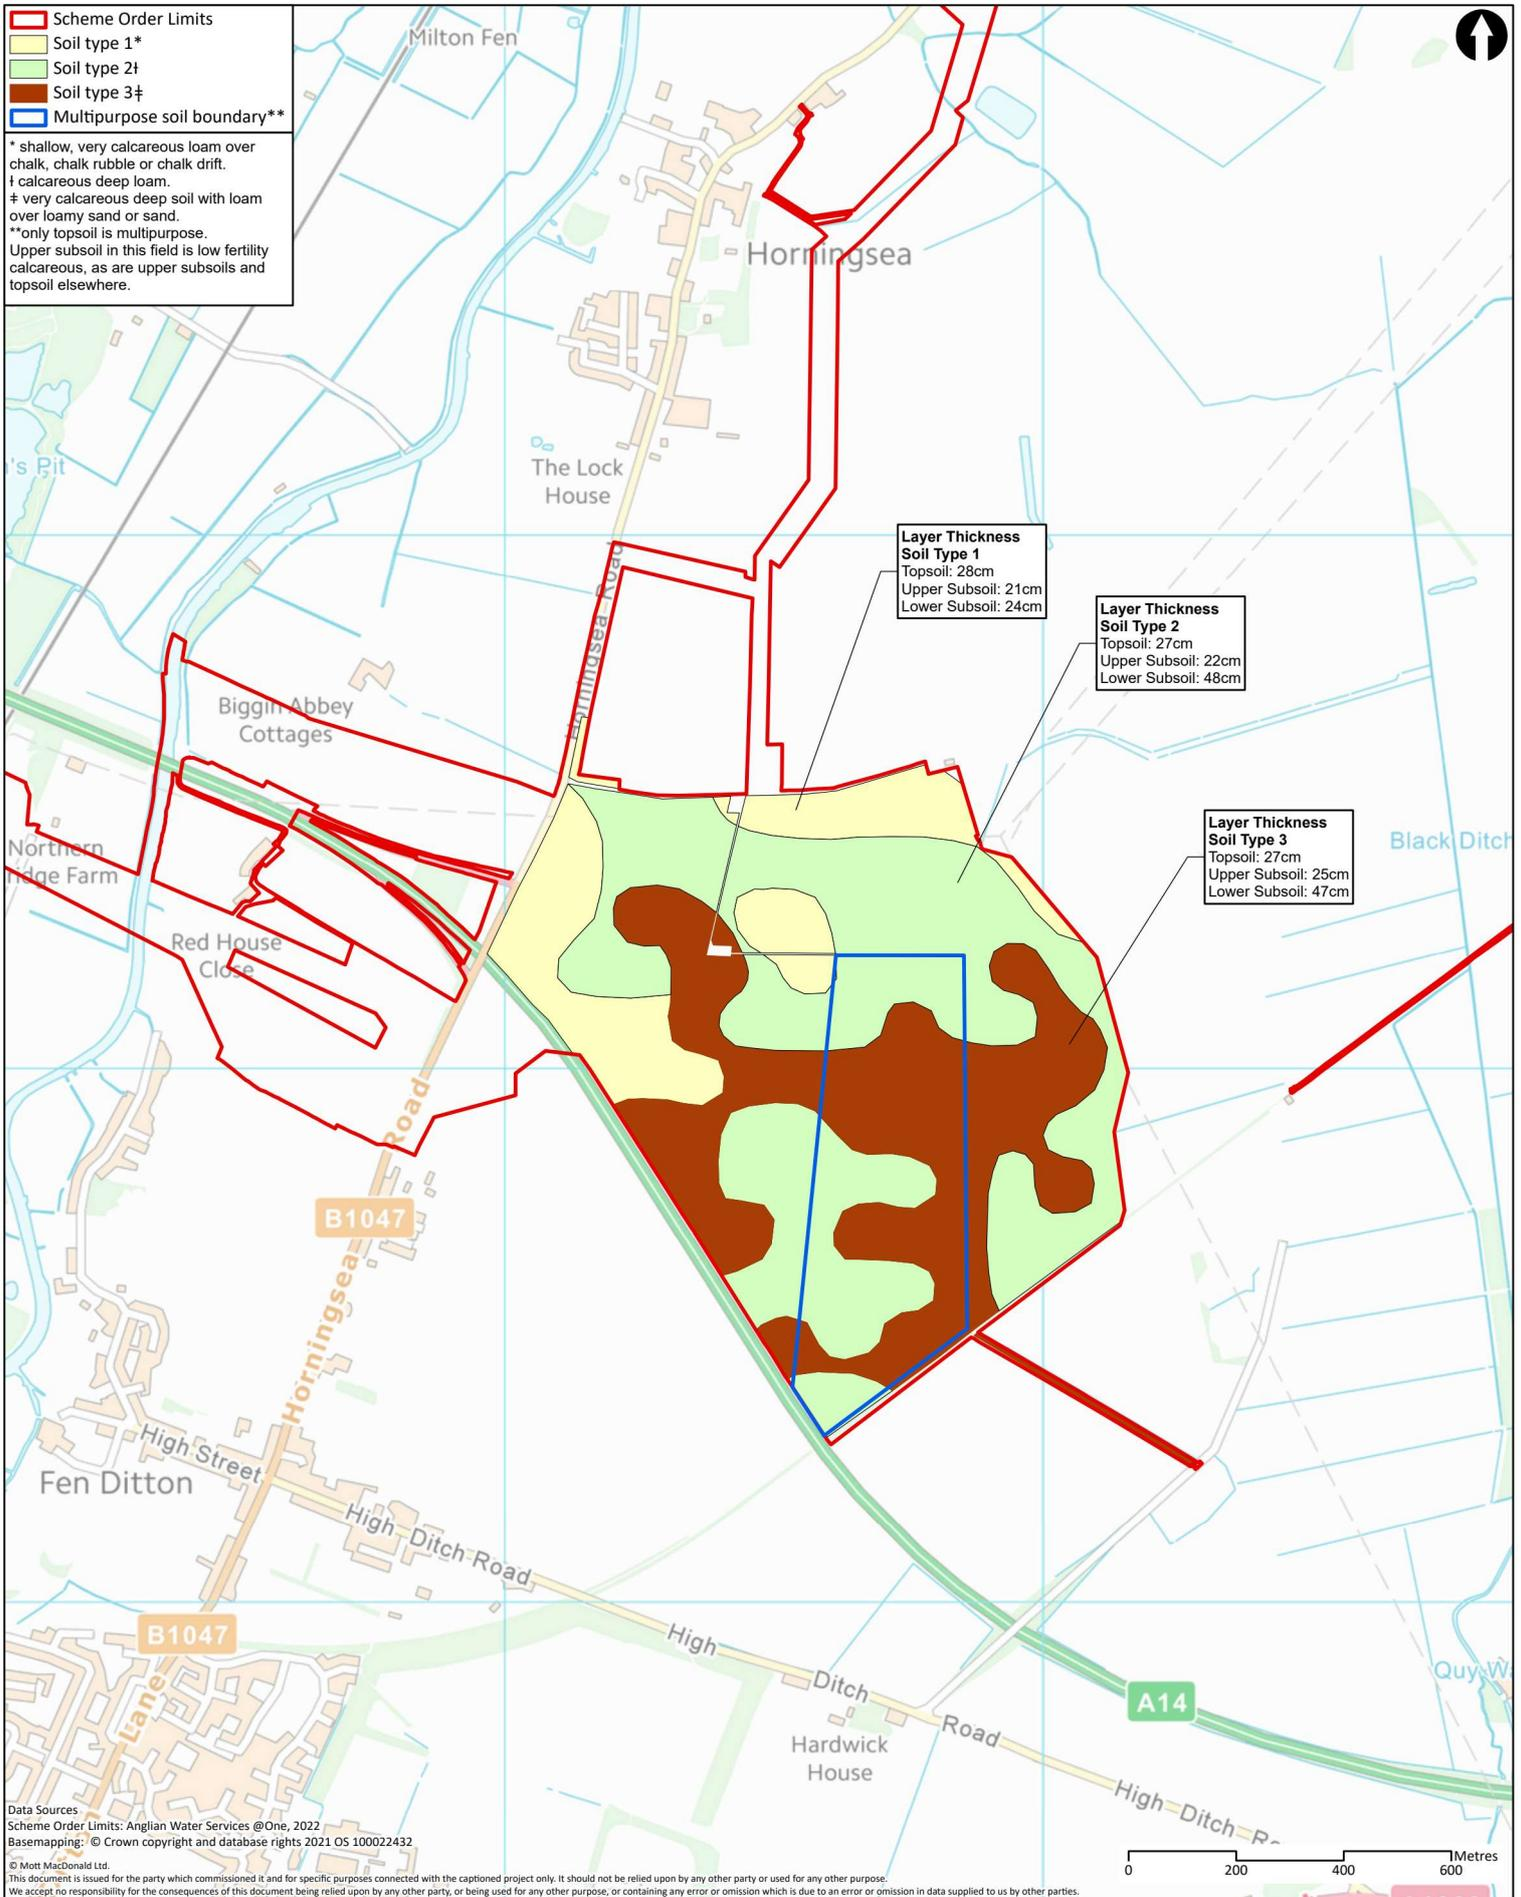 Scheme Order Limits
Soil type 1*
Soil type 2ƚ
Soil type 3ǂ
Multipurpose soil boundary**
* shallow, very calcareous loam over
chalk, chalk rubble or chalk drift.
ƚ calcareous deep loam.
ǂ very calcareous deep soil with loam
over loamy sand or sand.
**only topsoil is multipurpose.
Upper subsoil in this field is low fertility
calcareous, as are upper subsoils and
topsoil elsewhere.
Milton Fen
Horningsea
's Pit
The Lock
House
Horningsea Road
Layer Thickness
Soil Type 1
Topsoil: 28cm
Upper Subsoil: 21cm
Lower Subsoil: 24cm
Layer Thickness
Soil Type 2
Topsoil: 27cm
Upper Subsoil: 22cm
Lower Subsoil: 48cm
Biggin Abbey
Cottages
Layer Thickness
Soil Type 3
Topsoil: 27cm
Upper Subsoil: 25cm
Lower Subsoil: 47cm
Black Ditch
Northern
idge Farm
Red House
Close
Horningsea Road
B1047
High Street
Fen Ditton
High Ditch Road
B1047
High Ditch Road
Lane
A14
Quy Wa
Hardwick
House
High Ditch R
Data Sources
Scheme Order Limits: Anglian Water Services @One, 2022
Basemapping: © Crown copyright and database rights 2021 OS 100022432
© Mott MacDonald Ltd.
This document is issued for the party which commissioned it and for specific purposes connected with the captioned project only. It should not be relied upon by any other party or used for any other purpose.
We accept no responsibility for the consequences of this document being relied upon by any other party, or being used for any other purpose, or containing any error or omission which is due to an error or omission in data supplied to us by other parties.
Metres
0 200 400 600